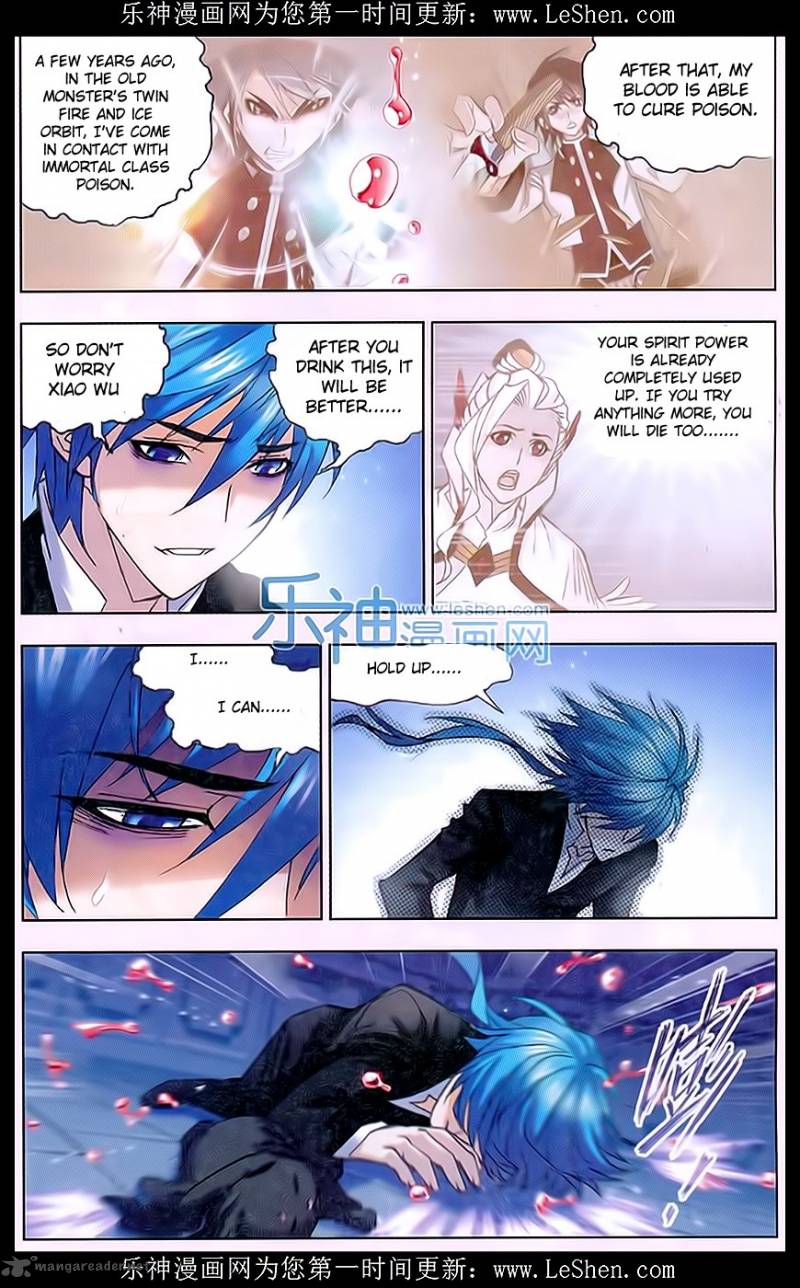 乐神漫画网为您第一时间更新：www.LeShen.com
A FEW YEARS AGO,
IN THE OLD
MONSTER'S TWIN
FIRE AND ICE
ORBIT, I'VE COME
IN CONTACT WITH
IMMORTAL CLASS
POISON.
AFTER THAT, MY
BLOOD IS ABLE
TO CURE POISON.
SO DON'T
WORRY
XIAO WU
AFTER YOU
DRINK THIS, IT
WILL BE
BETTER......
YOUR SPIRIT POWER
IS ALREADY
COMPLETELY USED
UP. IF YOU TRY
ANYTHING MORE, YOU
WILL DIE TOO.......
www.leshen.com
乐神漫画网
I......
I CAN......
HOLD UP......
mangareader.net
乐神漫画网为您第一时间更新：www.LeShen.com